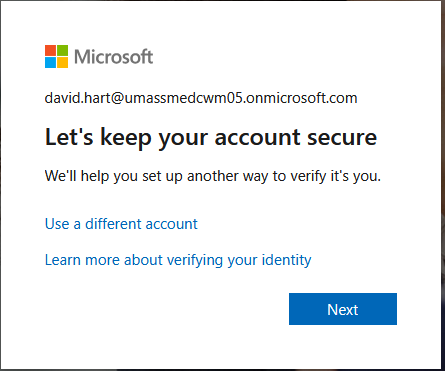 Microsoft
david.hart@umassmedcwm05.onmicrosoft.com
Let's keep your account secure
We'll help you set up another way to verify it's you.
Use a different account
Learn more about verifying your identity
Next